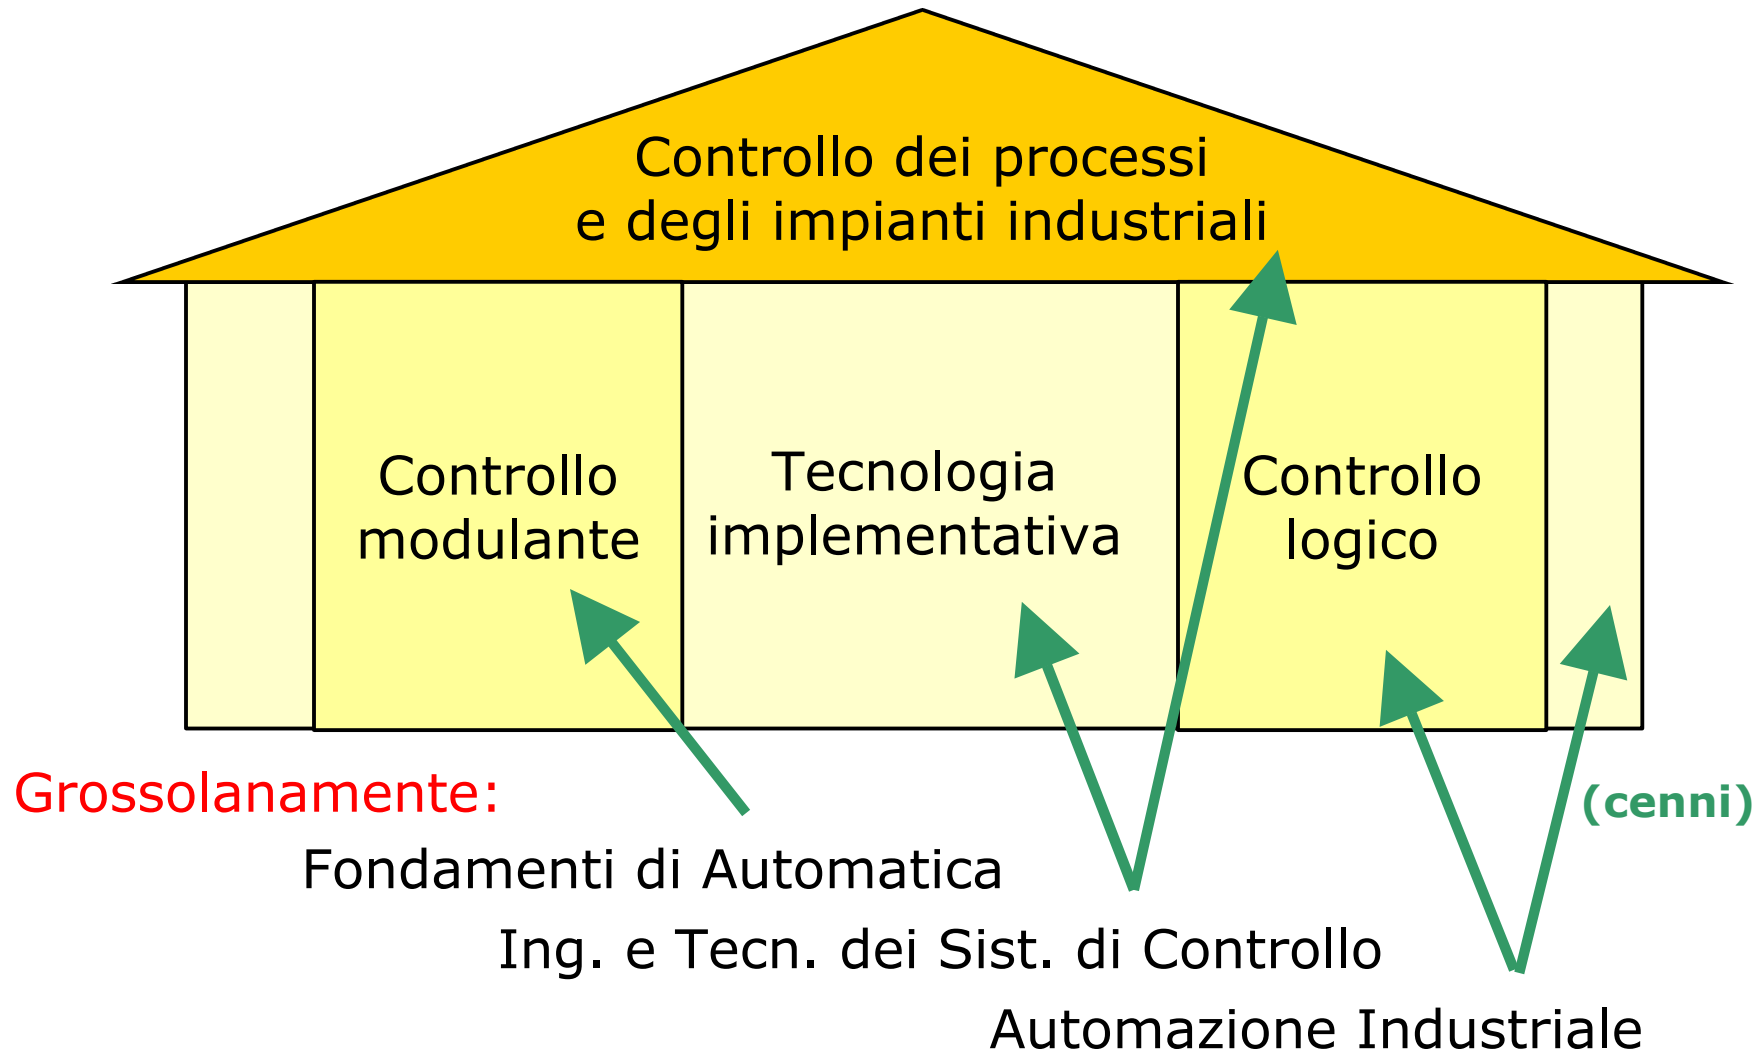 Controllo dei processi
e degli impianti industriali
Controllo
modulante
Tecnologia
implementativa
Controllo
logico
Grossolanamente:
(cenni)
Fondamenti di Automatica
Ing. e Tecn. dei Sist. di Controllo
Automazione Industriale